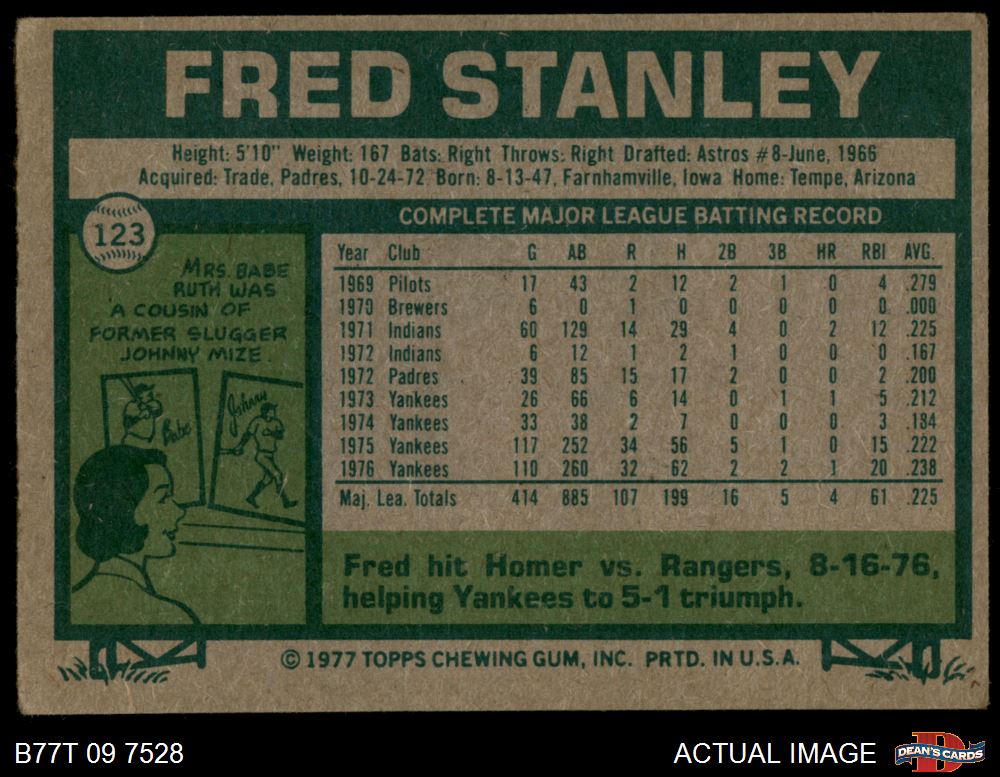 FRED STANLEY
Height: 5'10" Weight: 167 Bats: Right Throws: Right Drafted: Astros #8-June, 1966
Acquired: Trade, Padres, 10-24-72 Born: 8-13-47, Farnhamville, Iowa Home: Tempe, Arizona
123
MRS. BABE
RUTH WAS
A COUSIN OF
FORMER SLUGGER
JOHNNY MIZE.
Babe
Johnny
COMPLETE MAJOR LEAGUE BATTING RECORD
Year Club G AB R H 2B 3B HR RBI AVG.
1969 Pilots 17 43 2 12 2 1 0 4 .279
1970 Brewers 6 0 1 0 0 0 0 0 .000
1971 Indians 60 129 14 29 4 0 2 12 .225
1972 Indians 6 12 1 2 1 0 0 0 .167
1972 Padres 39 85 15 17 2 0 0 2 .200
1973 Yankees 26 66 6 14 0 1 1 5 .212
1974 Yankees 33 38 2 7 0 0 0 3 .184
1975 Yankees 117 252 34 56 5 1 0 15 .222
1976 Yankees 110 260 32 62 2 2 1 20 .238
Maj. Lea. Totals 414 885 107 199 16 5 4 61 .225
Fred hit Homer vs. Rangers, 8-16-76,
helping Yankees to 5-1 triumph.
© 1977 TOPPS CHEWING GUM, INC. PRTD. IN U.S.A.
B77T 09 7528
ACTUAL IMAGE
D
DEAN'S CARDS